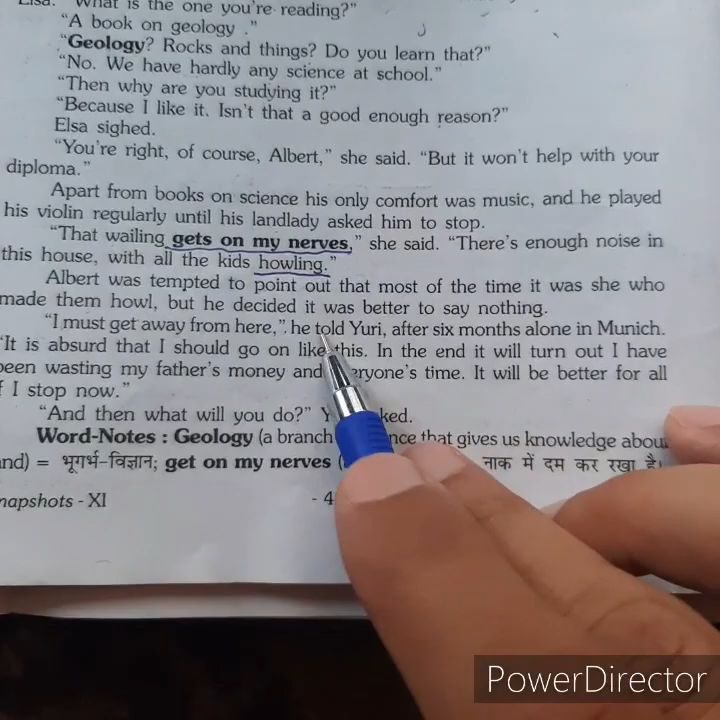 What is the one you're reading?"
"A book on geology ."
"Geology? Rocks and things? Do you learn that?"
"No. We have hardly any science at school."
"Then why are you studying it?"
"Because I like it. Isn't that a good enough reason?"
Elsa sighed.
"You're right, of course, Albert," she said. "But it won't help with your
diploma."
Apart from books on science his only comfort was music, and he played
his violin regularly until his landlady asked him to stop.
"That wailing gets on my nerves," she said. "There's enough noise in
this house, with all the kids howling."
Albert was tempted to point out that most of the time it was she who
made them howl, but he decided it was better to say nothing.
"I must get away from here,". he told Yuri, after six months alone in Munich.
"It is absurd that I should go on like this. In the end it will turn out I have
been wasting my father's money and everyone's time. It will be better for all
I stop now."
"And then what will you do?"
Word-Notes : Geology (a branch that gives us knowledge about
= भूगर्भ-विज्ञान; get on my nerves ( नाक में दम कर रखा है।
Snapshots - XI - 4
PowerDirector